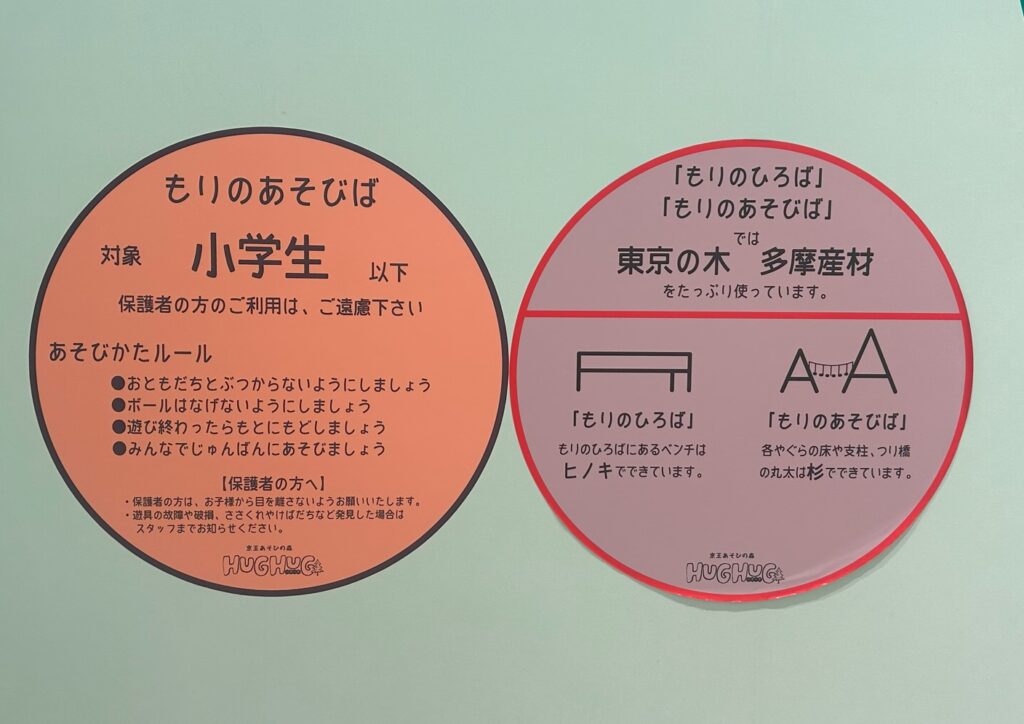 もりのあそびば
対象 小学生 以下
保護者の方のご利用は、ご遠慮下さい
あそびかたルール
●おともだちとぶつからないようにしましょう
●ボールはなげないようにしましょう
●遊び終わったらもとにもどしましょう
●みんなでじゅんばんにあそびましょう
【保護者の方へ】
・保護者の方は、お子様から目を離さないようお願いいたします。
・遊具の故障や破損、ささくれやけばだちなど発見した場合は
スタッフまでお知らせください。
京王あそびの森
HUGHUG
「もりのひろば」
「もりのあそびば」
では
東京の木 多摩産材
をたっぷり使っています。
「もりのひろば」
もりのひろばにあるベンチは
ヒノキでできています。
「もりのあそびば」
各やぐらの床や支柱、つり橋
の丸太は杉でできています。
京王あそびの森
HUGHUG